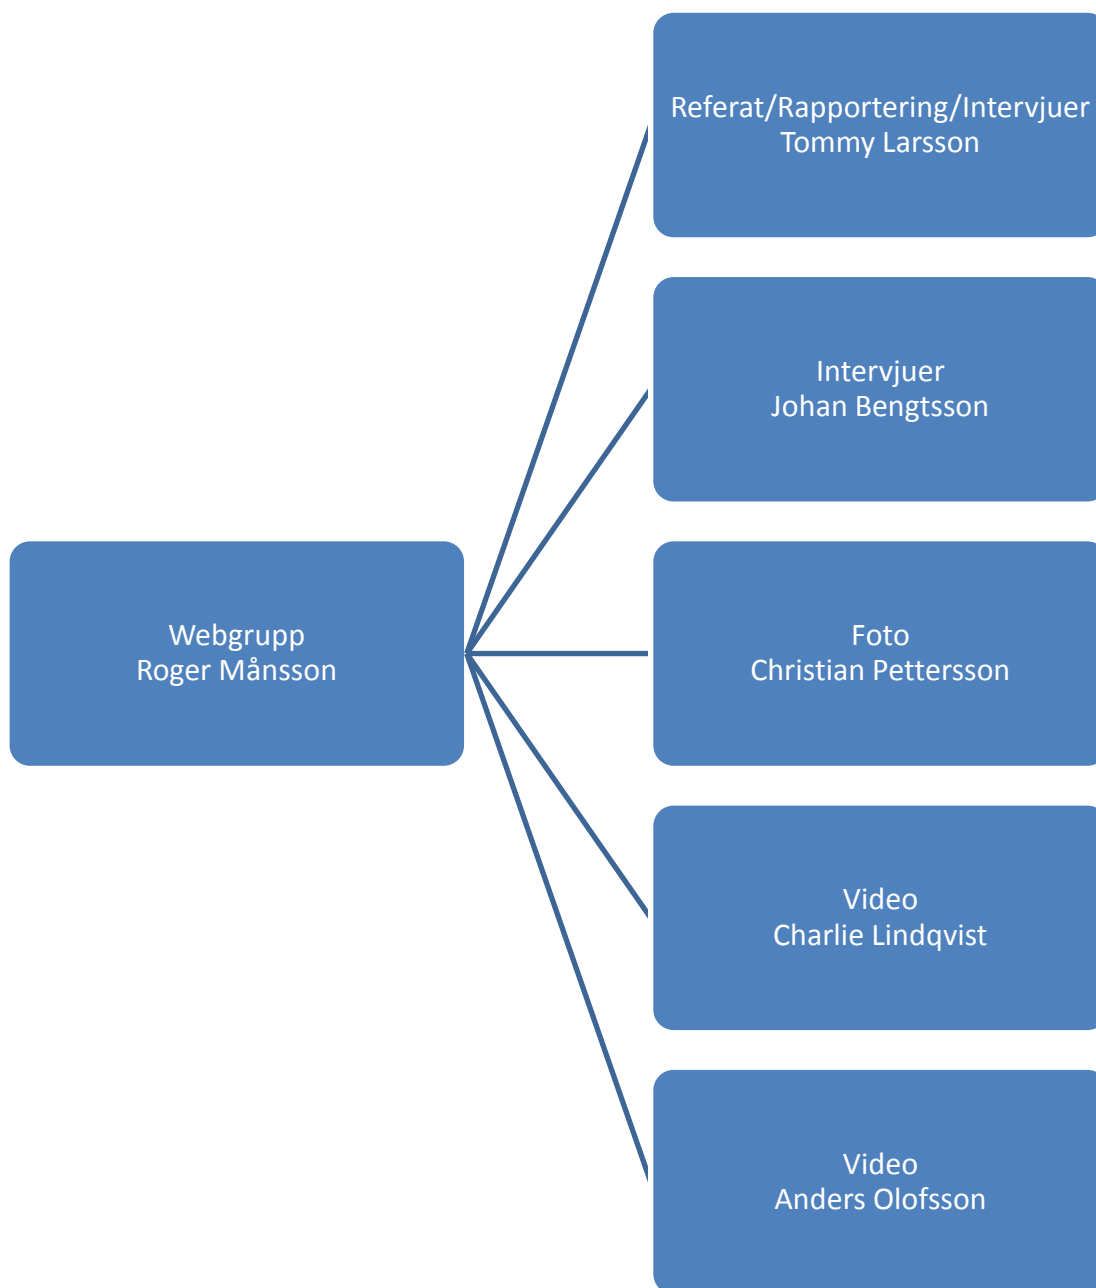 Referat/Rapportering/Intervjuer
Tommy Larsson
Intervjuer
Johan Bengtsson
Webgrupp
Roger Månsson
Foto
Christian Pettersson
Video
Charlie Lindqvist
Video
Anders Olofsson